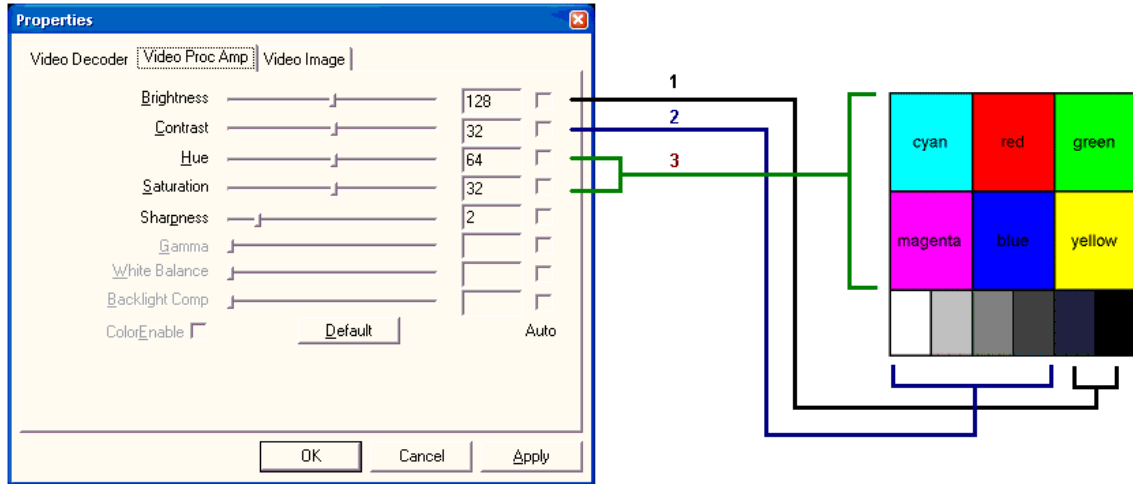 Properties
Video Decoder Video Proc Amp Video Image
Brightness 128
Contrast 32
Hue 64
Saturation 32
Sharpness 2
Gamma
White Balance
Backlight Comp
ColorEnable Default Auto
OK Cancel Apply
1
2
3
cyan red green
magenta blue yellow